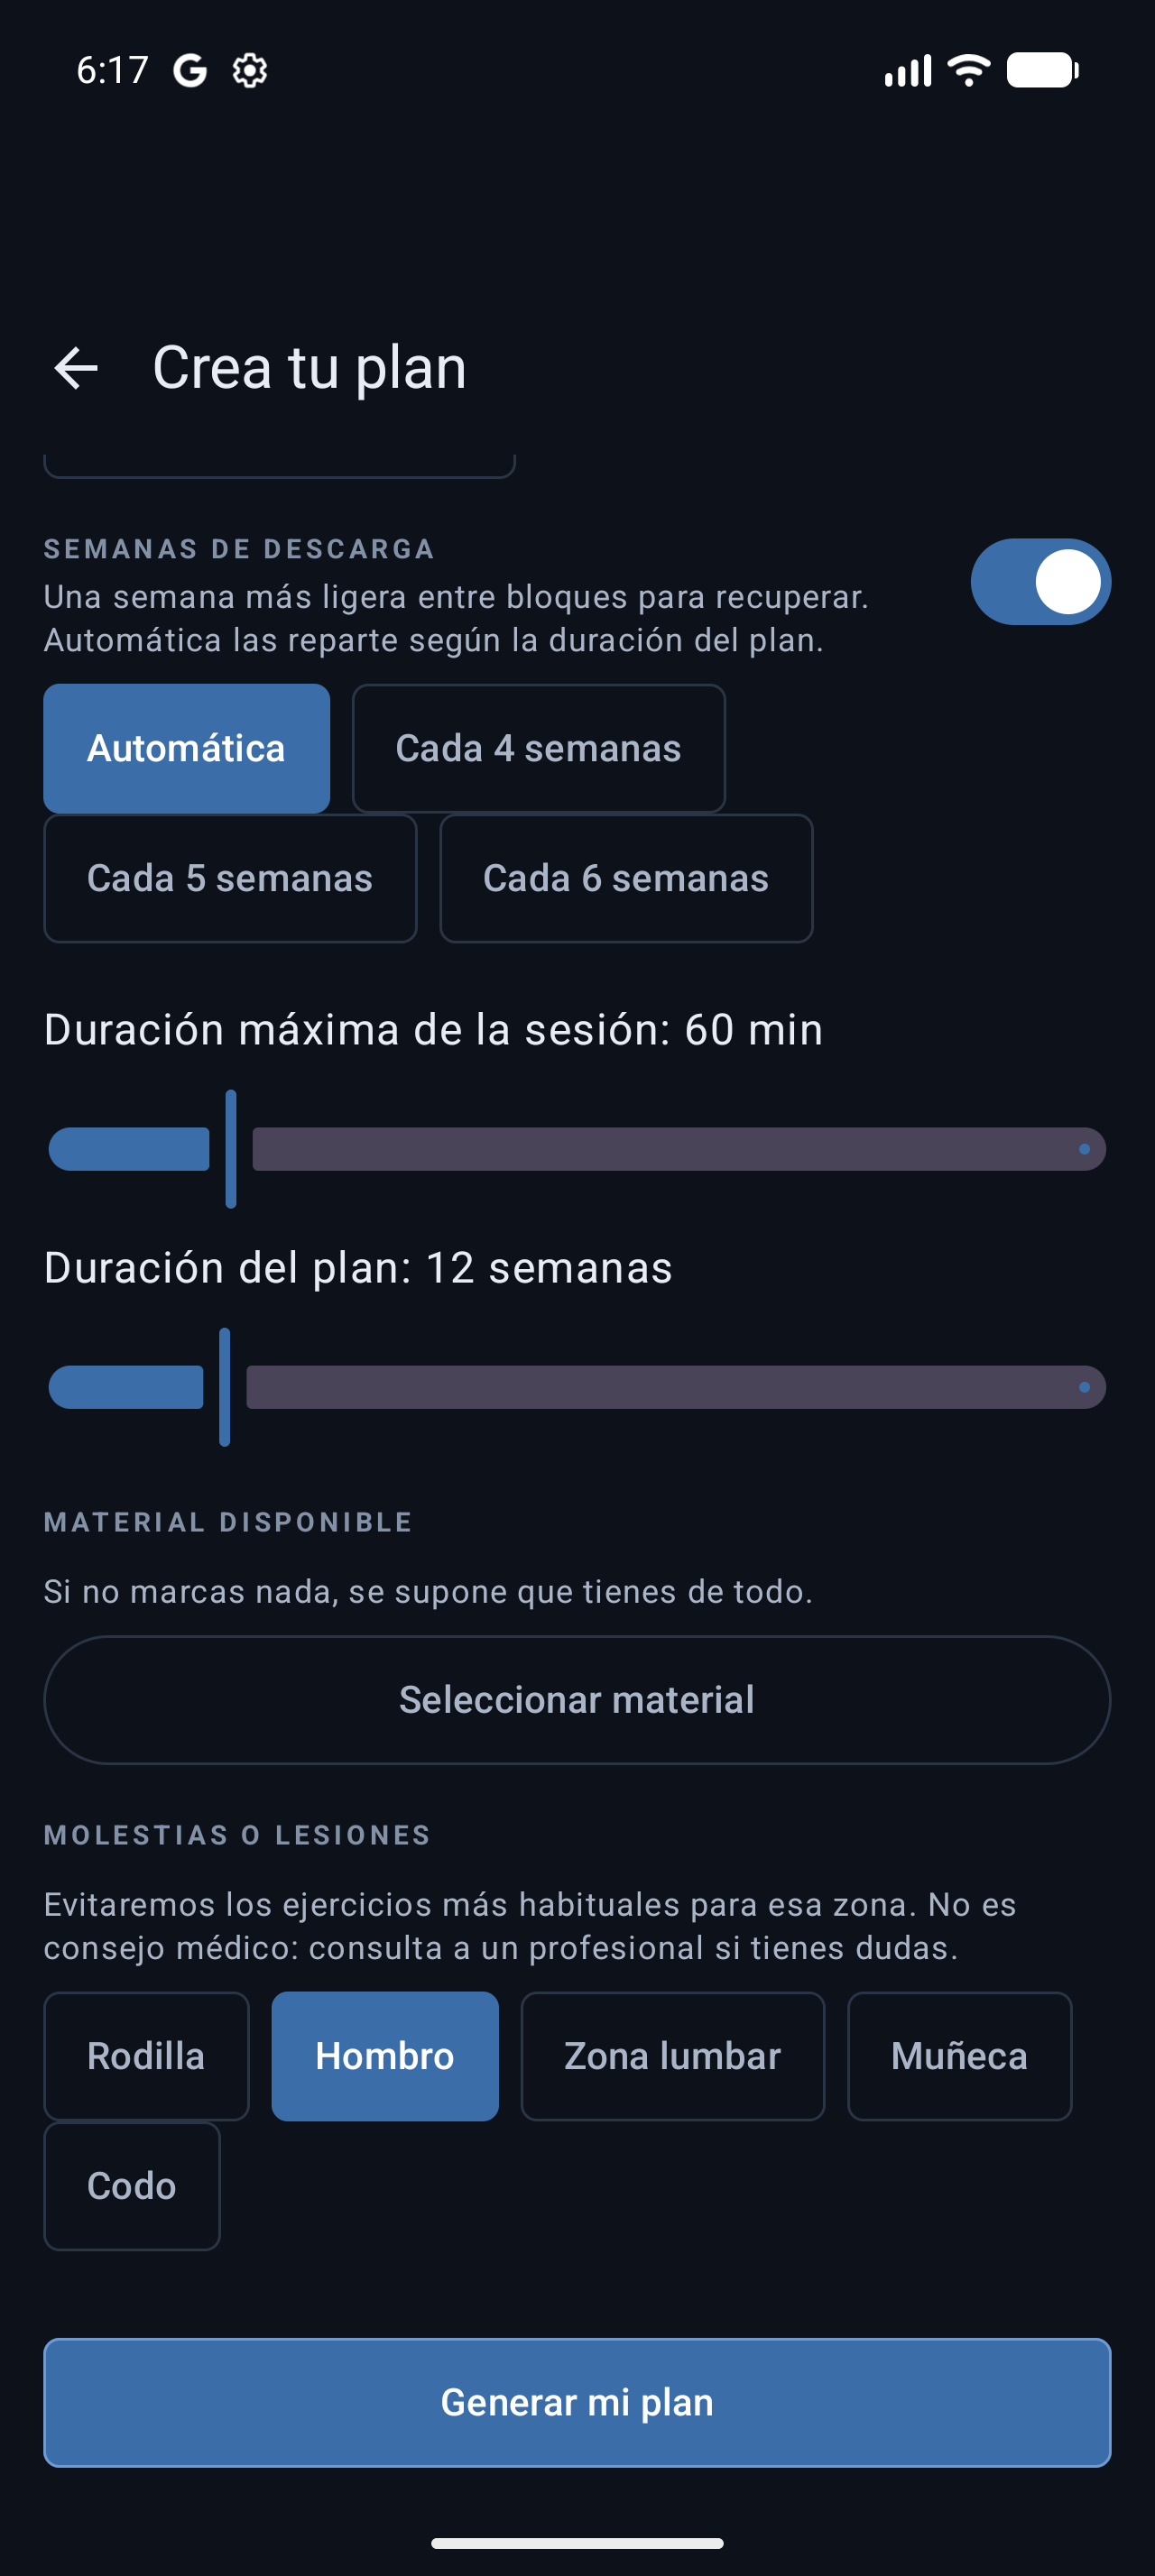 6:17
Crea tu plan
SEMANAS DE DESCARGA
Una semana más ligera entre bloques para recuperar.
Automática las reparte según la duración del plan.
Automática
Cada 4 semanas
Cada 5 semanas
Cada 6 semanas
Duración máxima de la sesión: 60 min
Duración del plan: 12 semanas
MATERIAL DISPONIBLE
Si no marcas nada, se supone que tienes de todo.
Seleccionar material
MOLESTIAS O LESIONES
Evitaremos los ejercicios más habituales para esa zona. No es
consejo médico: consulta a un profesional si tienes dudas.
Rodilla
Hombro
Zona lumbar
Muñeca
Codo
Generar mi plan